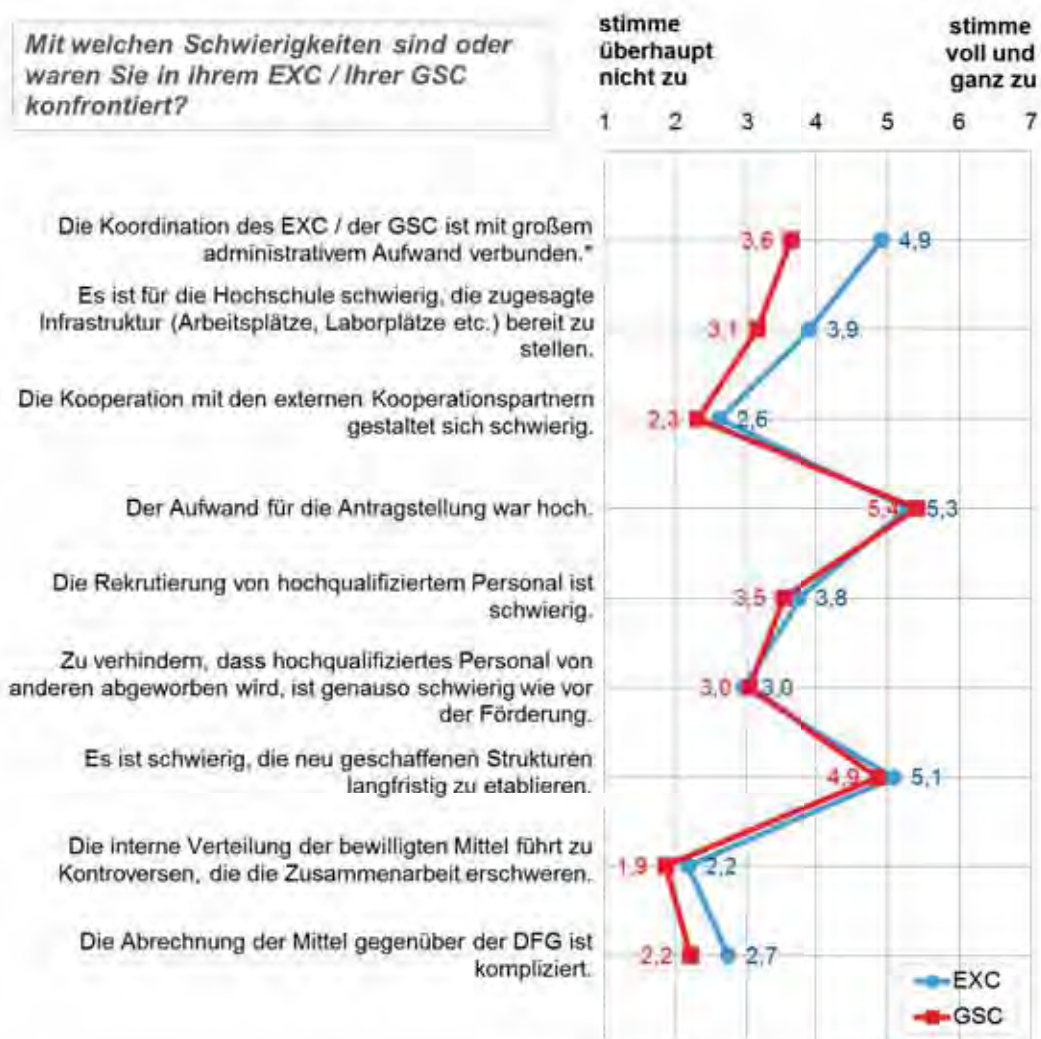 Mit welchen Schwierigkeiten sind oder
waren Sie in Ihrem EXC / Ihrer GSC
konfrontiert?
stimme
überhaupt
nicht zu
stimme
voll und
ganz zu
1 2 3 4 5 6 7
Die Koordination des EXC / der GSC ist mit großem
administrativem Aufwand verbunden.*
3,6 4,9
Es ist für die Hochschule schwierig, die zugesagte
Infrastruktur (Arbeitsplätze, Laborplätze etc.) bereit zu
stellen.
3,1 3,9
Die Kooperation mit den externen Kooperationspartnern
gestaltet sich schwierig.
2,3 2,6
Der Aufwand für die Antragstellung war hoch.
5,4 5,3
Die Rekrutierung von hochqualifiziertem Personal ist
schwierig.
3,5 3,8
Zu verhindern, dass hochqualifiziertes Personal von
anderen abgeworben wird, ist genauso schwierig wie vor
der Förderung.
3,0 3,0
Es ist schwierig, die neu geschaffenen Strukturen
langfristig zu etablieren.
4,9 5,1
Die interne Verteilung der bewilligten Mittel führt zu
Kontroversen, die die Zusammenarbeit erschweren.
1,9 2,2
Die Abrechnung der Mittel gegenüber der DFG ist
kompliziert.
2,2 2,7
EXC
GSC